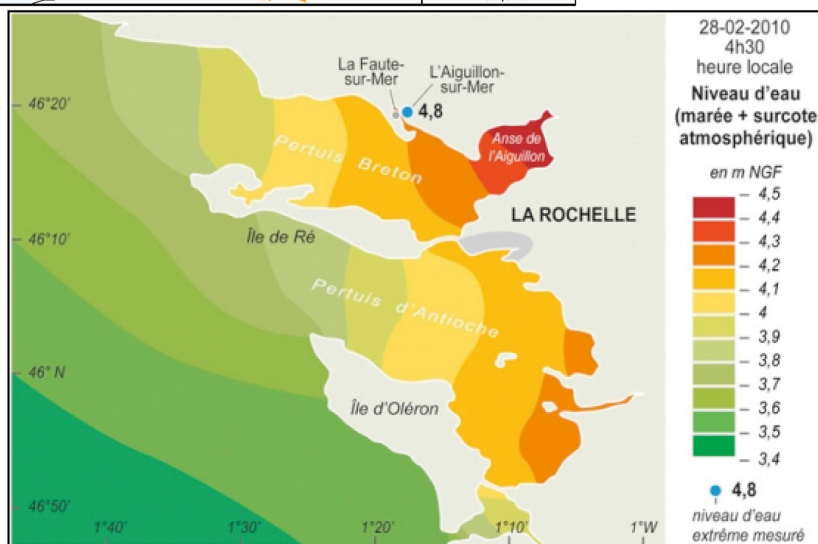 28-02-2010
4h30
heure locale
Niveau d'eau
(marée + surcote
atmosphérique)
en m NGF
4,5
4,4
4,3
4,2
4,1
4
3,9
3,8
3,7
3,6
3,5
3,4
4,8
niveau d'eau
extrême mesuré
La Faute-
sur-Mer
L'Aiguillon-
sur-Mer
4,8
Anse de
l'Aiguillon
Pertuis Breton
LA ROCHELLE
Île de Ré
Pertuis d'Antioche
Île d'Oléron
46°20'
46°10'
46° N
46°50'
1°40'
1°30'
1°20'
1°10'
1°W